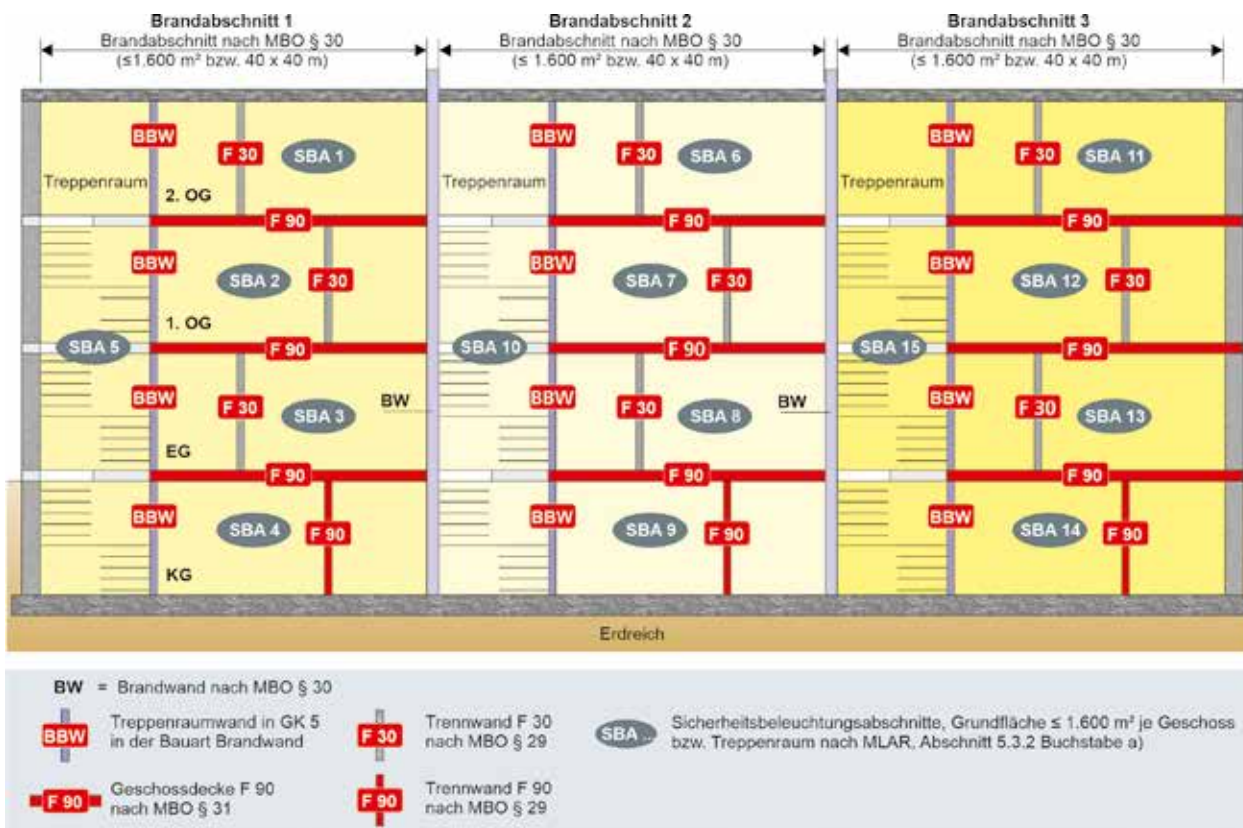 Brandabschnitt 1
Brandabschnitt nach MBO § 30
(≤1.600 m² bzw. 40 x 40 m)
Brandabschnitt 2
Brandabschnitt nach MBO § 30
(≤ 1.600 m² bzw. 40 x 40 m)
Brandabschnitt 3
Brandabschnitt nach MBO § 30
(≤ 1.600 m² bzw. 40 x 40 m)
BBW
F 30
SBA 1
Treppenraum
2. OG
F 90
BBW
SBA 2
F 30
1. OG
SBA 5
F 90
BBW
F 30
SBA 3
BW
EG
F 90
BBW
SBA 4
F 90
KG
BBW
F 30
SBA 6
Treppenraum
F 90
BBW
SBA 7
F 30
SBA 10
F 90
BBW
F 30
SBA 8
BW
F 90
BBW
SBA 9
F 90
BBW
F 30
SBA 11
Treppenraum
F 90
BBW
SBA 12
F 30
SBA 15
F 90
BBW
F 30
SBA 13
F 90
BBW
SBA 14
F 90
Erdreich
BW = Brandwand nach MBO § 30
BBW
Treppenraumwand in GK 5
in der Bauart Brandwand
F 30
Trennwand F 30
nach MBO § 29
SBA ...
Sicherheitsbeleuchtungsabschnitte, Grundfläche ≤ 1.600 m² je Geschoss
bzw. Treppenraum nach MLAR, Abschnitt 5.3.2 Buchstabe a)
F 90
Geschossdecke F 90
nach MBO § 31
F 90
Trennwand F 90
nach MBO § 29